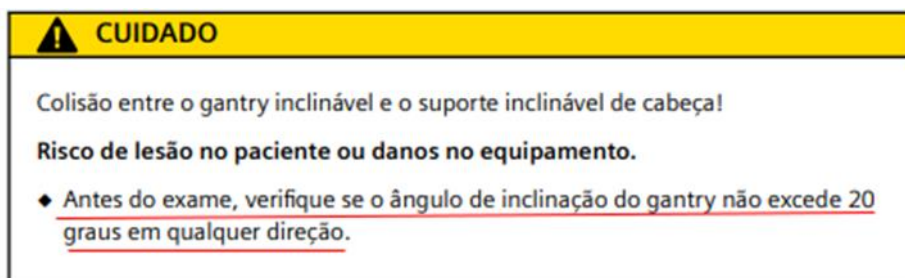 CUIDADO
Colisão entre o gantry inclinável e o suporte inclinável de cabeça!
Risco de lesão no paciente ou danos no equipamento.
◆ Antes do exame, verifique se o ângulo de inclinação do gantry não excede 20
graus em qualquer direção.